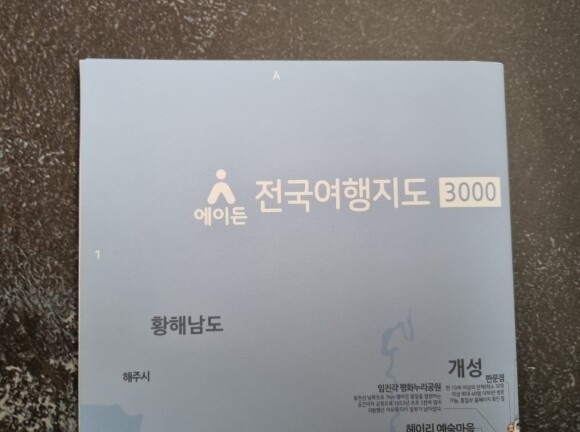 A
에이든 전국여행지도 3000
1
황해남도
해주시
개성
판문점
임진각 평화누리공원
헤이리 예술마을